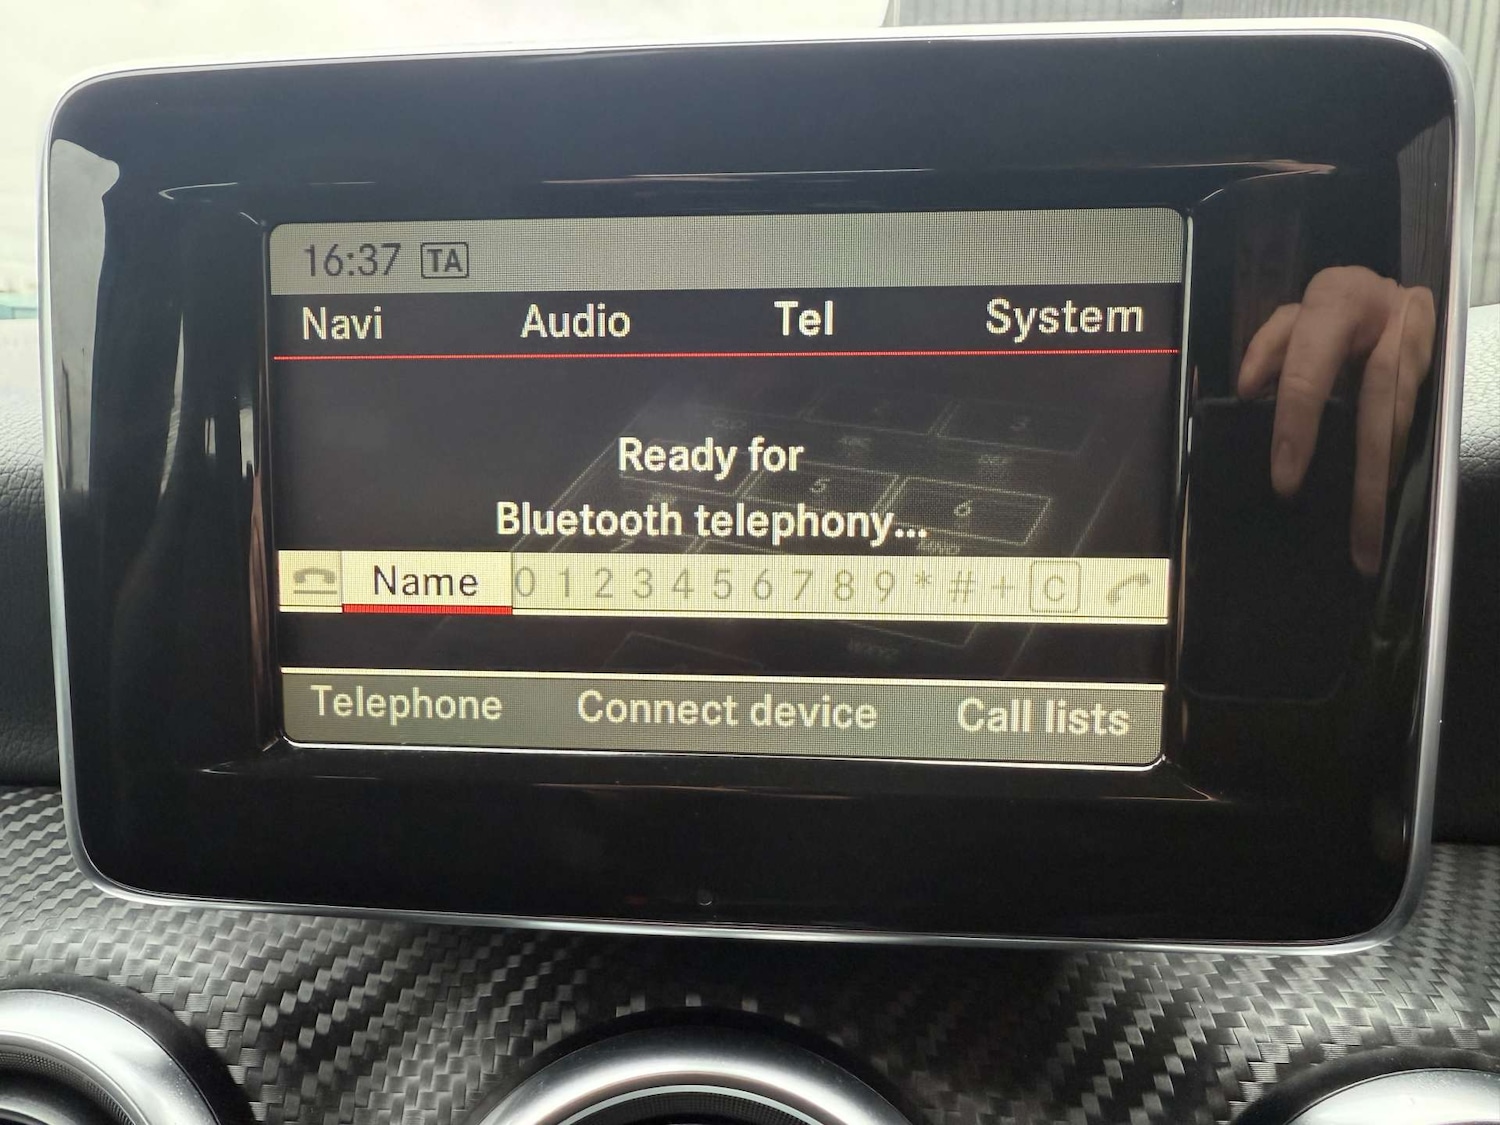 16:37 TA
Navi Audio Tel System
Ready for
Bluetooth telephony...
Name 0 1 2 3 4 5 6 7 8 9 * # + C
Telephone Connect device Call lists